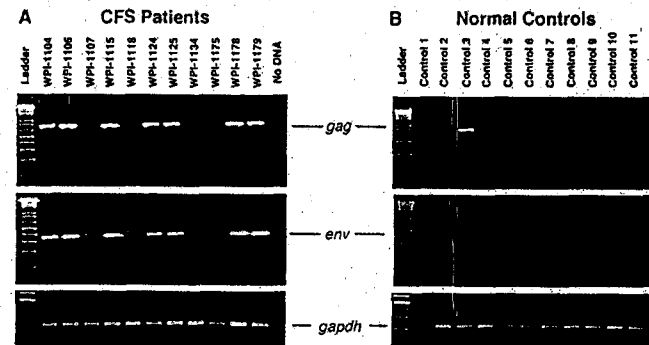 A CFS Patients
Ladder
WPI-1104
WPI-1106
WPI-1107
WPI-1115
WPI-1118
WPI-1124
WPI-1125
WPI-1134
WPI-1175
WPI-1178
WPI-1179
No DNA
gag
env
gapdh
B Normal Controls
Ladder
Control 1
Control 2
Control 3
Control 4
Control 5
Control 6
Control 7
Control 8
Control 9
Control 10
Control 11